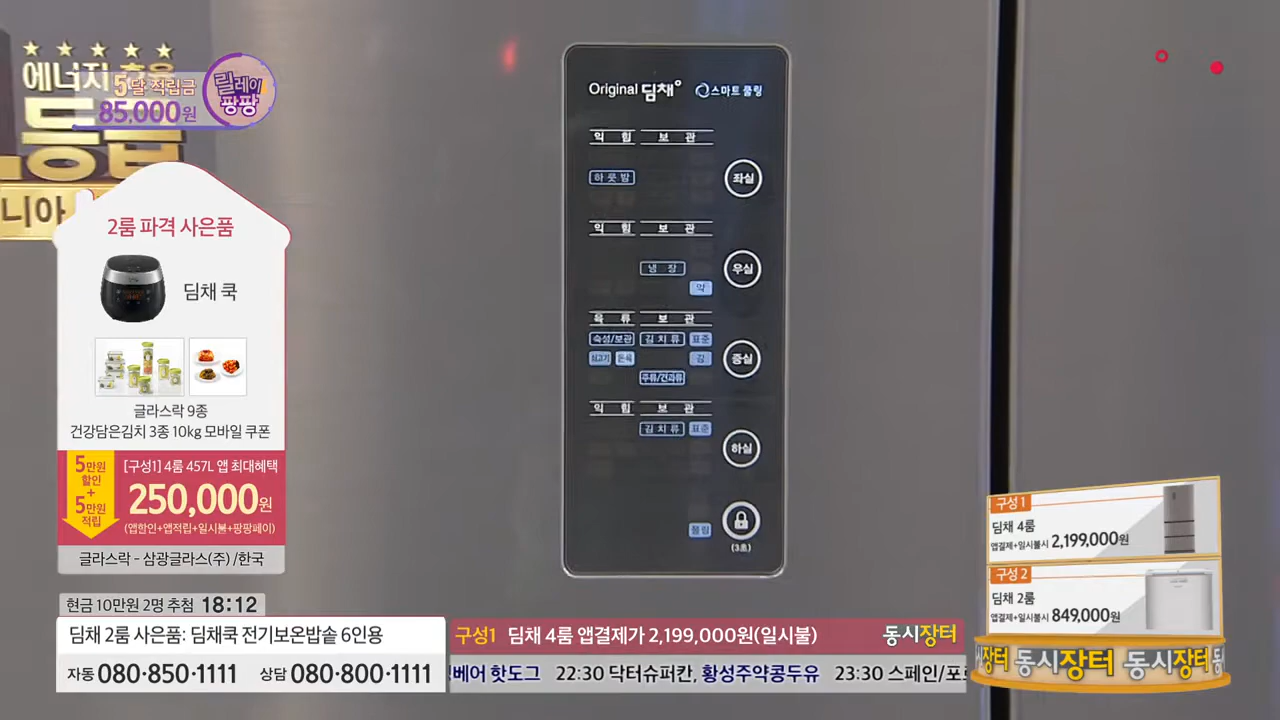 에너지 효율
등급
니아
5달 적립금
85,000원
릴레이
팡팡
2룸 파격 사은품
딤채 쿡
글라스락 9종
건강담은김치 3종 10kg 모바일 쿠폰
5만원
할인
+
5만원
적립
[구성1] 4룸 457L 앱 최대혜택
250,000원
(앱할인+앱적립+일시불+팡팡페이)
글라스락 - 삼광글라스(주) /한국
현금 10만원 2명 추첨 18:12
딤채 2룸 사은품: 딤채쿡 전기보온밥솥 6인용
자동 080·850·1111 상담 080·800·1111
Original 딤채 스마트쿨링
익힘 보관
하룻밤 좌실
익힘 보관
냉장 우실
약
육류 보관
숙성/보관 김치류 표준
쇠고기 돈육 강 중실
주류/건과류
익힘 보관
김치류 표준
하실
풀림
(3초)
구성1
딤채 4룸
앱결제+일시불시 2,199,000원
구성2
딤채 2룸
앱결제+일시불시 849,000원
장터 동시장터 동시장터 동
구성1 딤채 4룸 앱결제가 2,199,000원(일시불) 동시장터
베어 핫도그 22:30 닥터슈퍼칸, 황성주약콩두유 23:30 스페인/포르